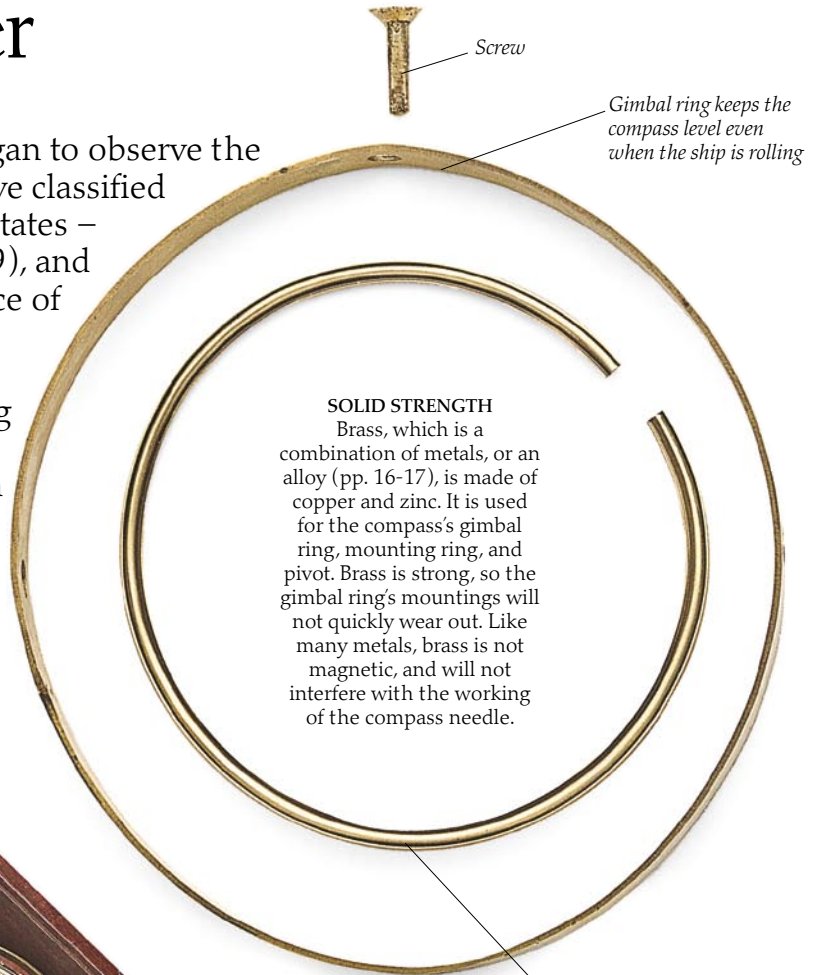 er
Screw
Gimbal ring keeps the
compass level even
when the ship is rolling
gan to observe the
ve classified
tates –
9), and
ce of
g
SOLID STRENGTH
Brass, which is a
combination of metals, or an
alloy (pp. 16-17), is made of
copper and zinc. It is used
for the compass’s gimbal
ring, mounting ring, and
pivot. Brass is strong, so the
gimbal ring’s mountings will
not quickly wear out. Like
many metals, brass is not
magnetic, and will not
interfere with the working
of the compass needle.